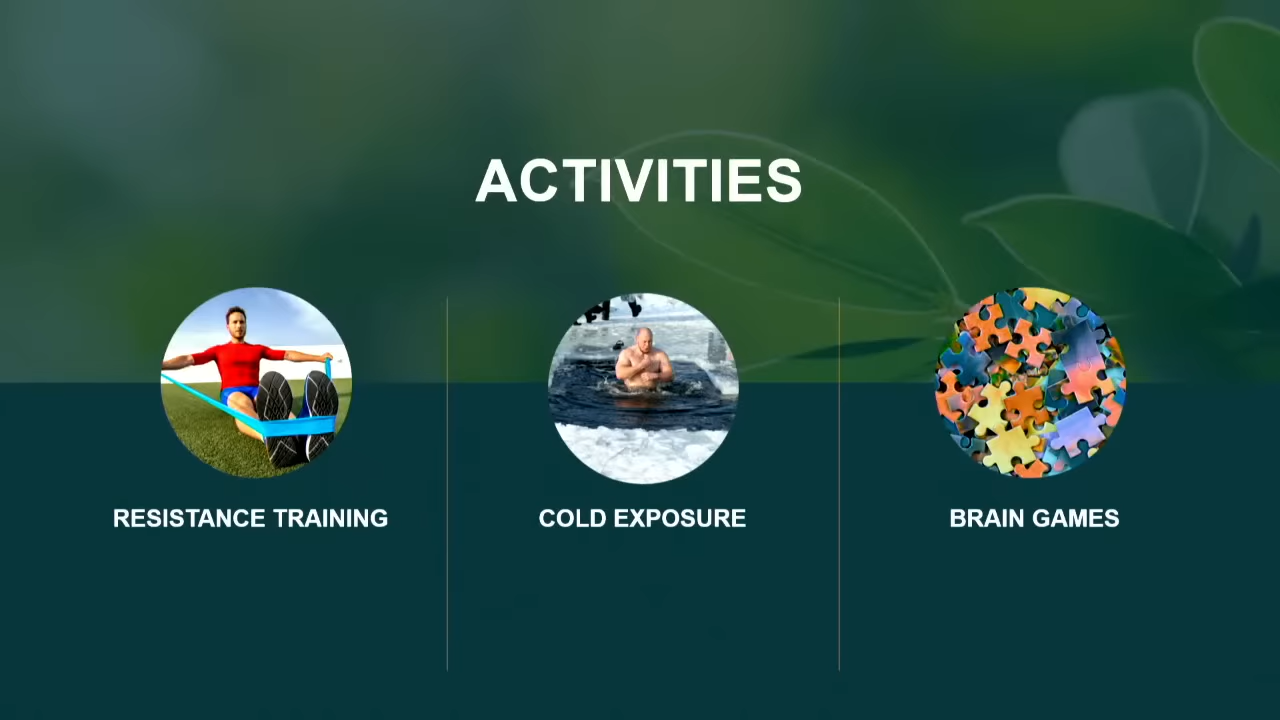 ACTIVITIES
RESISTANCE TRAINING
COLD EXPOSURE
BRAIN GAMES